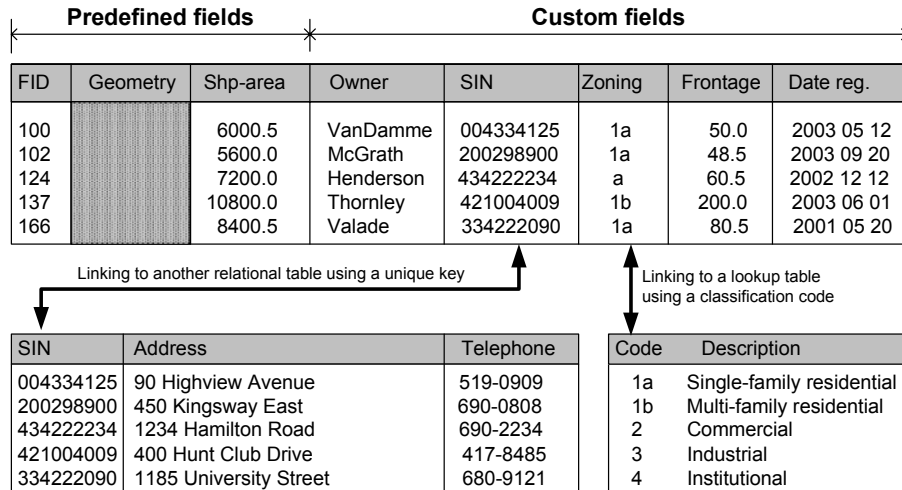 Predefined fields Custom fields
FID Geometry Shp-area Owner SIN Zoning Frontage Date reg.
100 6000.5 VanDamme 004334125 1a 50.0 2003 05 12
102 5600.0 McGrath 200298900 1a 48.5 2003 09 20
124 7200.0 Henderson 434222234 a 60.5 2002 12 12
137 10800.0 Thornley 421004009 1b 200.0 2003 06 01
166 8400.5 Valade 334222090 1a 80.5 2001 05 20
Linking to another relational table using a unique key
Linking to a lookup table
using a classification code
SIN Address Telephone
004334125 90 Highview Avenue 519-0909
200298900 450 Kingsway East 690-0808
434222234 1234 Hamilton Road 690-2234
421004009 400 Hunt Club Drive 417-8485
334222090 1185 University Street 680-9121
Code Description
1a Single-family residential
1b Multi-family residential
2 Commercial
3 Industrial
4 Institutional